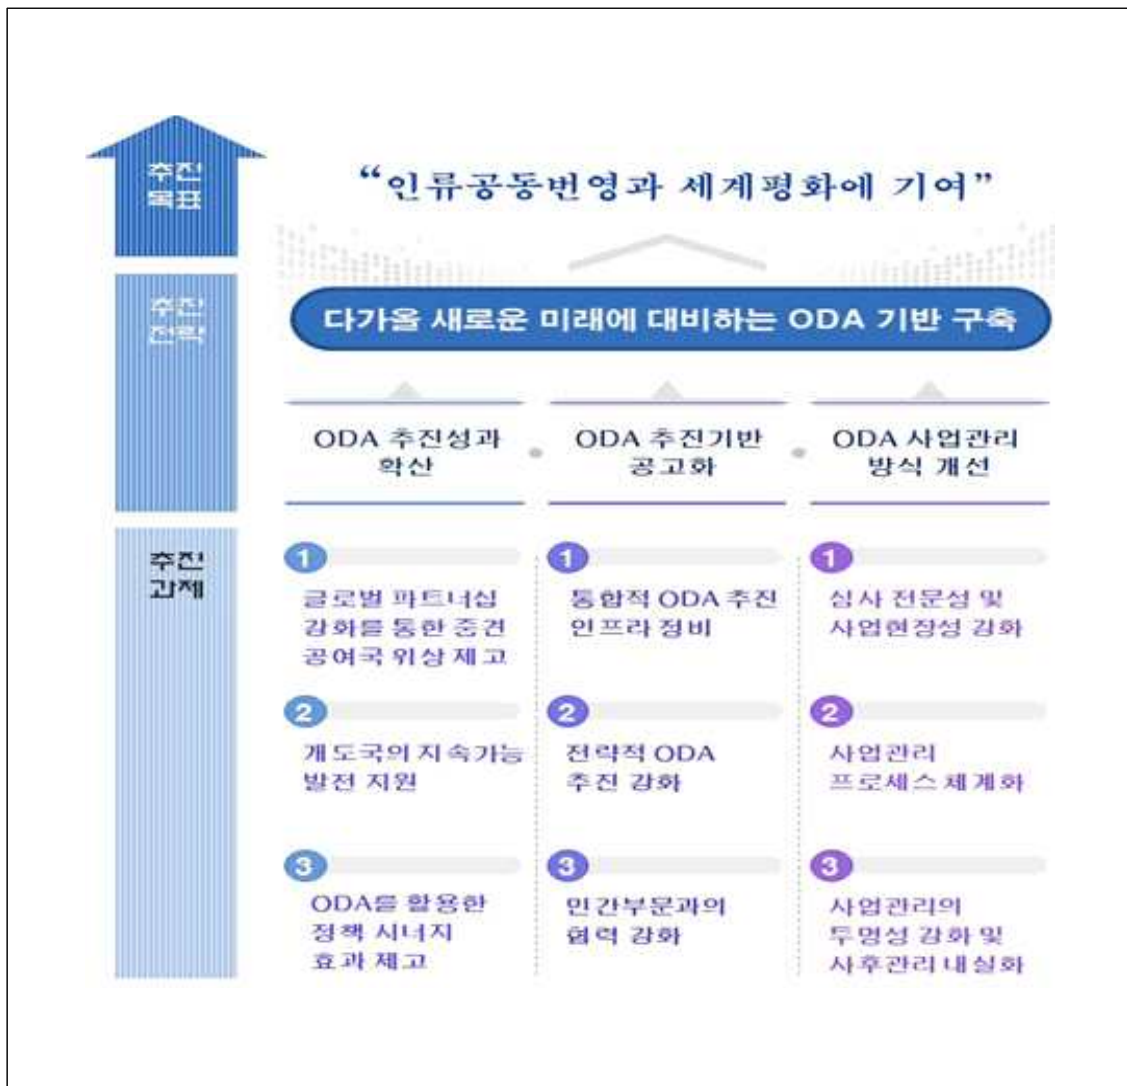 추진
목표
“인류공동번영과 세계평화에 기여”
추진
전략
다가올 새로운 미래에 대비하는 ODA 기반 구축
ODA 추진성과
확산
ODA 추진기반
공고화
ODA 사업관리
방식 개선
추진
과제
1
글로벌 파트너십
강화를 통한 중견
공여국 위상 제고
1
통합적 ODA 추진
인프라 정비
1
심사 전문성 및
사업현장성 강화
2
개도국의 지속가능
발전 지원
2
전략적 ODA
추진 강화
2
사업관리
프로세스 체계화
3
ODA를 활용한
정책 시너지
효과 제고
3
민간부문과의
협력 강화
3
사업관리의
투명성 강화 및
사후관리 내실화